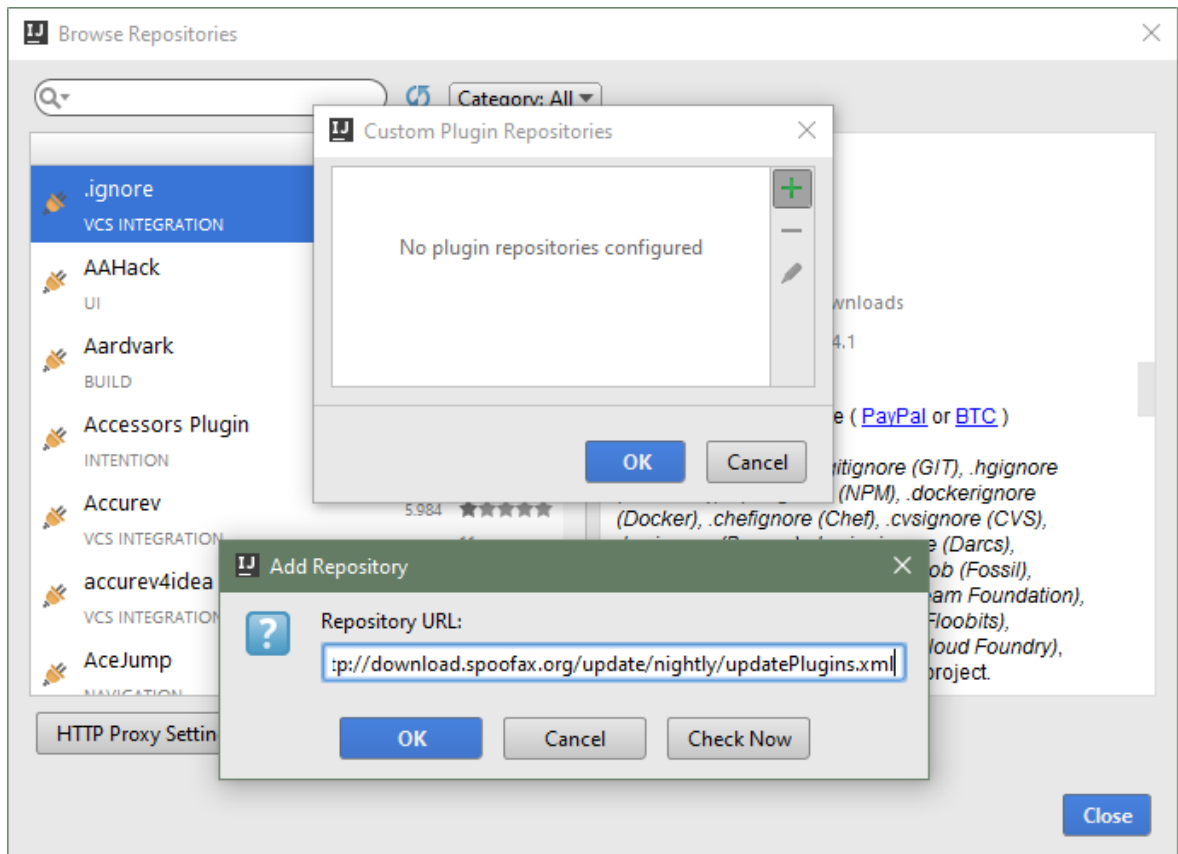 IJ Browse Repositories
Category: All
.ignore
VCS INTEGRATION
AAHack
UI
Aardvark
BUILD
Accessors Plugin
INTENTION
Accurev
5.984
VCS INTEGRATION
accurev4idea
VCS INTEGRATION
AceJump
NAVIGATION
HTTP Proxy Settin
IJ Custom Plugin Repositories
No plugin repositories configured
OK Cancel
wnloads
4.1
e ( PayPal or BTC )
itignore (GIT), .hgignore
(NPM), .dockerignore
(Docker), .chefignore (Chef), .cvsignore (CVS),
e (Darcs),
ob (Fossil),
am Foundation),
Floobits),
loud Foundry),
project.
IJ Add Repository
Repository URL:
tp://download.spoofax.org/update/nightly/updatePlugins.xml
OK Cancel Check Now
Close